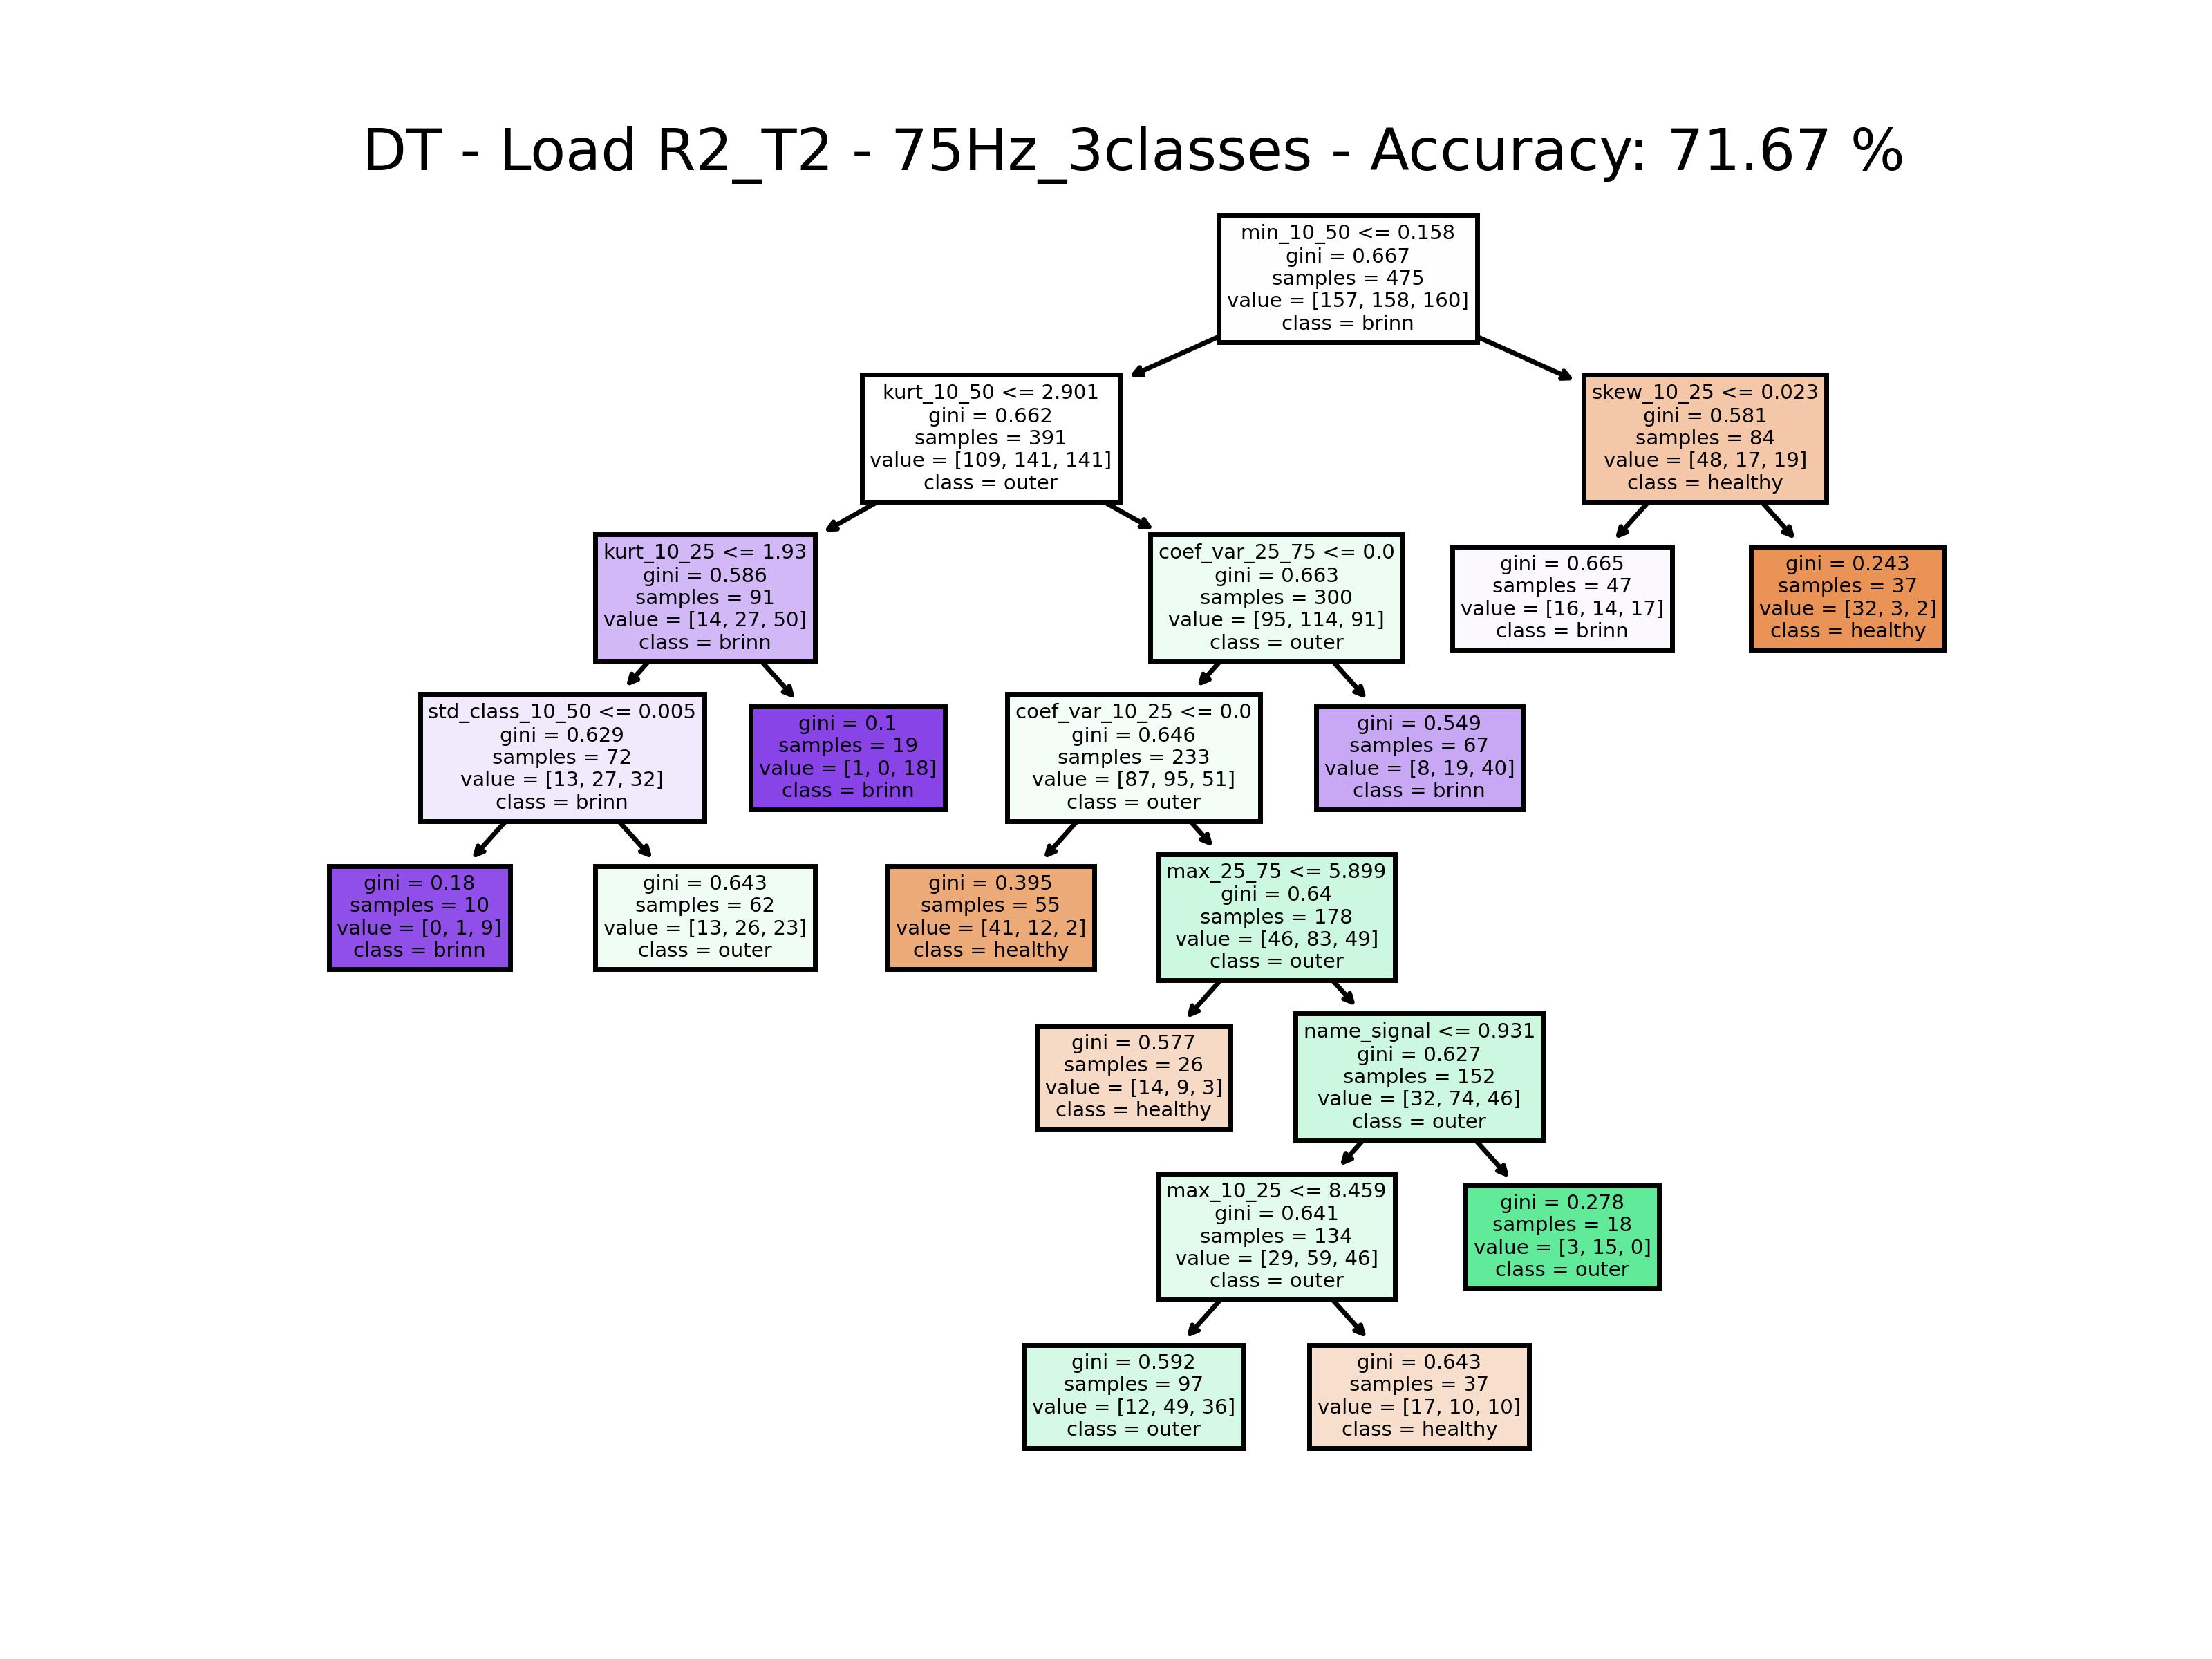 DT - Load R2_T2 - 75Hz_3classes - Accuracy: 71.67 %
min_10_50 <= 0.158
gini = 0.667
samples = 475
value = [157, 158, 160]
class = brinn
kurt_10_50 <= 2.901
gini = 0.662
samples = 391
value = [109, 141, 141]
class = outer
skew_10_25 <= 0.023
gini = 0.581
samples = 84
value = [48, 17, 19]
class = healthy
kurt_10_25 <= 1.93
gini = 0.586
samples = 91
value = [14, 27, 50]
class = brinn
coef_var_25_75 <= 0.0
gini = 0.663
samples = 300
value = [95, 114, 91]
class = outer
gini = 0.665
samples = 47
value = [16, 14, 17]
class = brinn
gini = 0.243
samples = 37
value = [32, 3, 2]
class = healthy
std_class_10_50 <= 0.005
gini = 0.629
samples = 72
value = [13, 27, 32]
class = brinn
gini = 0.1
samples = 19
value = [1, 0, 18]
class = brinn
coef_var_10_25 <= 0.0
gini = 0.646
samples = 233
value = [87, 95, 51]
class = outer
gini = 0.549
samples = 67
value = [8, 19, 40]
class = brinn
gini = 0.18
samples = 10
value = [0, 1, 9]
class = brinn
gini = 0.643
samples = 62
value = [13, 26, 23]
class = outer
gini = 0.395
samples = 55
value = [41, 12, 2]
class = healthy
max_25_75 <= 5.899
gini = 0.64
samples = 178
value = [46, 83, 49]
class = outer
gini = 0.577
samples = 26
value = [14, 9, 3]
class = healthy
name_signal <= 0.931
gini = 0.627
samples = 152
value = [32, 74, 46]
class = outer
max_10_25 <= 8.459
gini = 0.641
samples = 134
value = [29, 59, 46]
class = outer
gini = 0.278
samples = 18
value = [3, 15, 0]
class = outer
gini = 0.592
samples = 97
value = [12, 49, 36]
class = outer
gini = 0.643
samples = 37
value = [17, 10, 10]
class = healthy